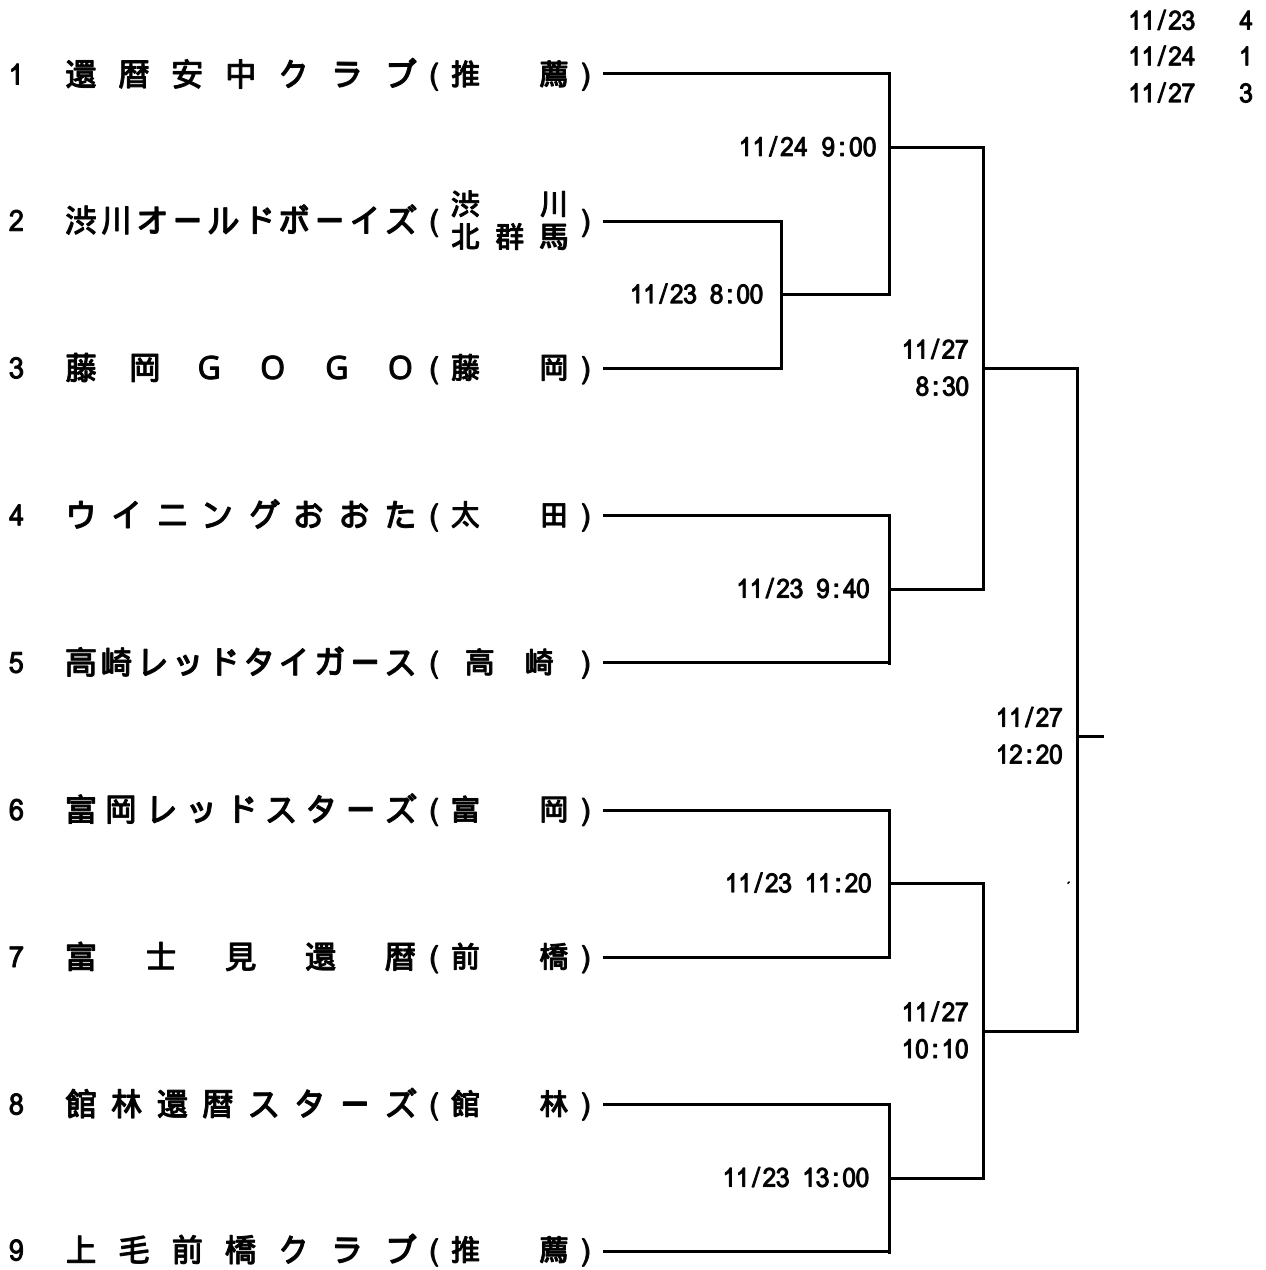 11/23 4
11/24 1
11/27 3
1 還暦安中クラブ(推薦)
11/24 9:00
2 渋川オールドボーイズ(渋川北群馬)
11/23 8:00
11/27
8:30
3 藤岡GOGO(藤岡)
4 ウイニングおおた(太田)
11/23 9:40
5 高崎レッドタイガース(高崎)
11/27
12:20
6 富岡レッドスターズ(富岡)
11/23 11:20
7 富士見還暦(前橋)
11/27
10:10
8 館林還暦スターズ(館林)
11/23 13:00
9 上毛前橋クラブ(推薦)